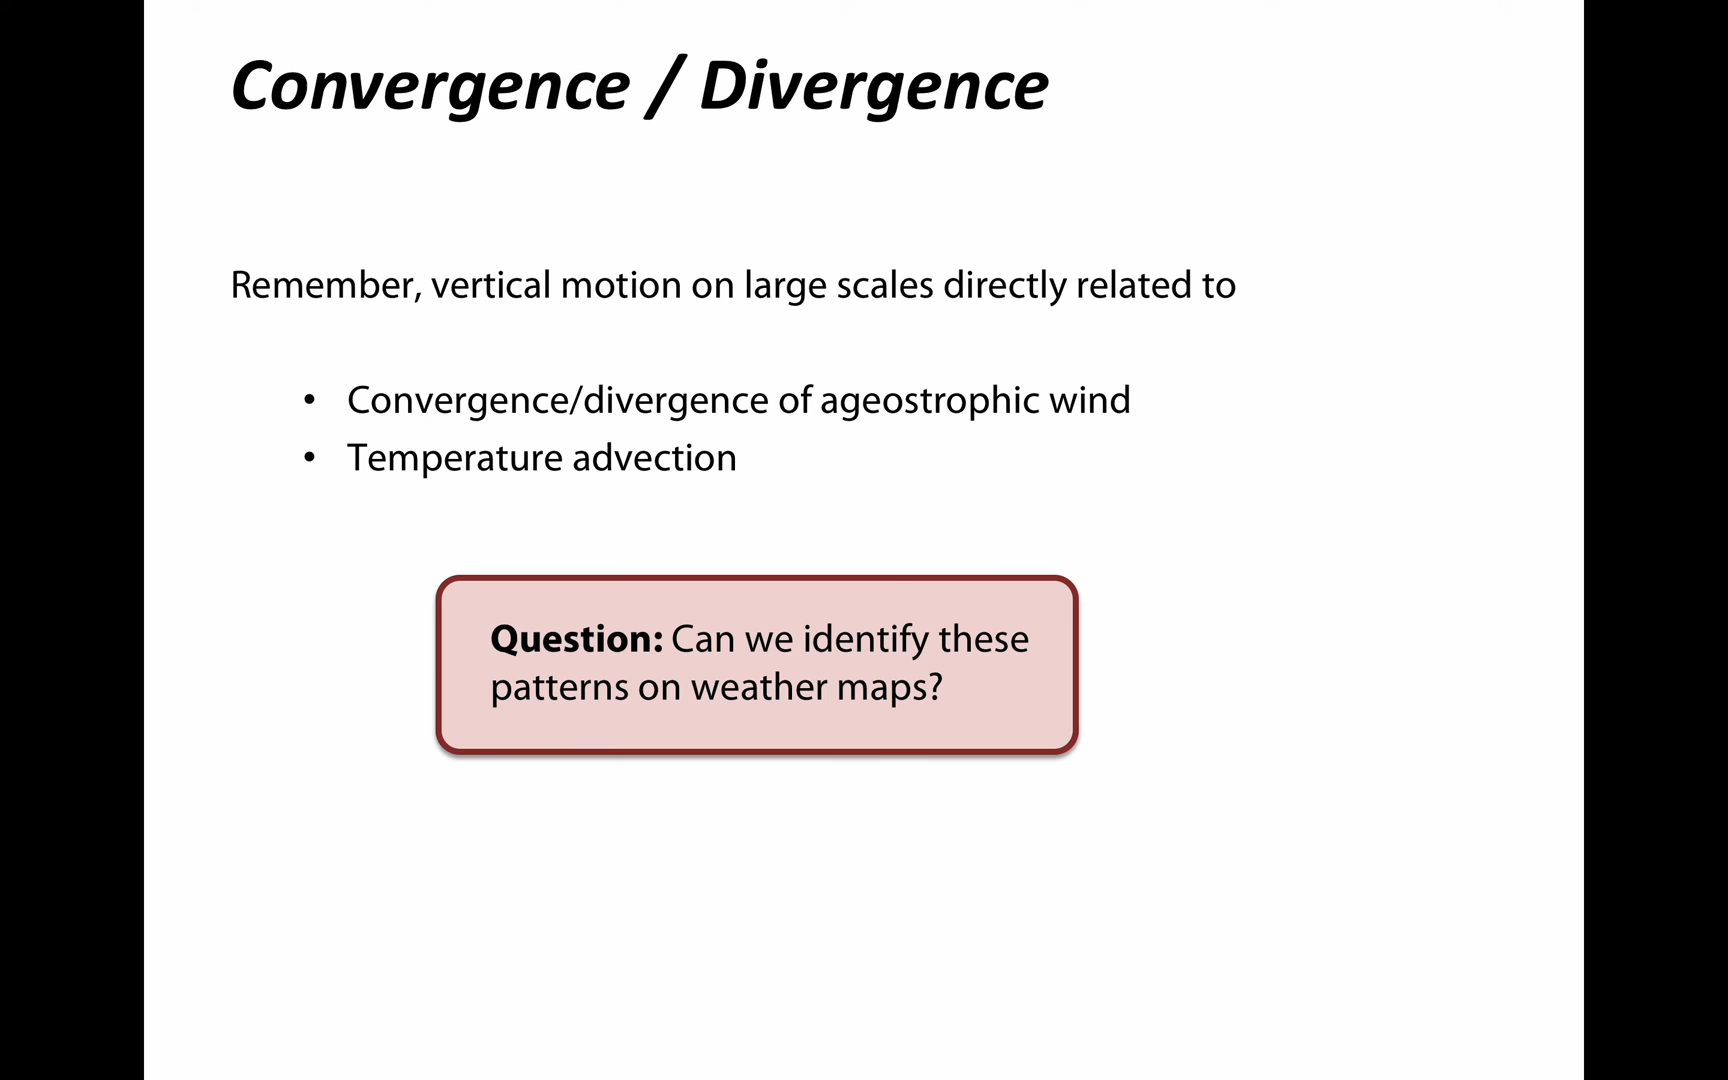 Convergence / Divergence
Remember, vertical motion on large scales directly related to
• Convergence/divergence of ageostrophic wind
• Temperature advection
Question: Can we identify these
patterns on weather maps?